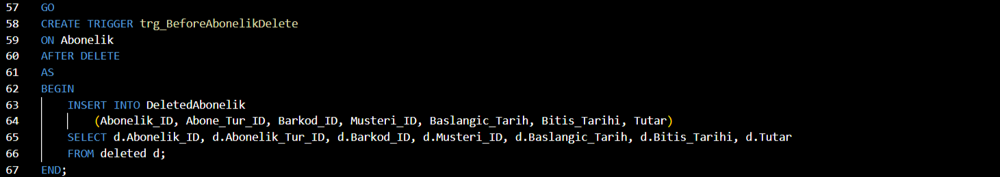 57 GO
58 CREATE TRIGGER trg_BeforeAbonelikDelete
59 ON Abonelik
60 AFTER DELETE
61 AS
62 BEGIN
63 INSERT INTO DeletedAbonelik
64 (Abonelik_ID, Abone_Tur_ID, Barkod_ID, Musteri_ID, Baslangic_Tarih, Bitis_Tarihi, Tutar)
65 SELECT d.Abonelik_ID, d.Abonelik_Tur_ID, d.Barkod_ID, d.Musteri_ID, d.Baslangic_Tarih, d.Bitis_Tarihi, d.Tutar
66 FROM deleted d;
67 END;